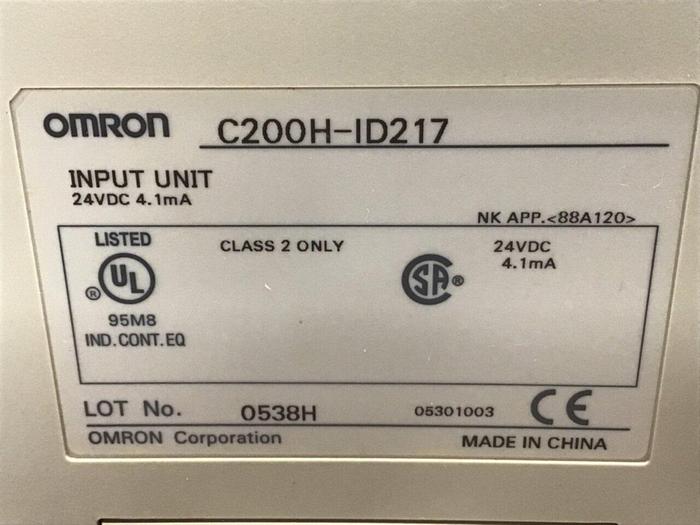 OMRON C200H-ID217
INPUT UNIT
24VDC 4.1mA
NK APP.<88A120>
LISTED
UL ®
95M8
IND.CONT.EQ
CLASS 2 ONLY
SA ®
24VDC
4.1mA
LOT No. 0538H 05301003 CE
OMRON Corporation MADE IN CHINA